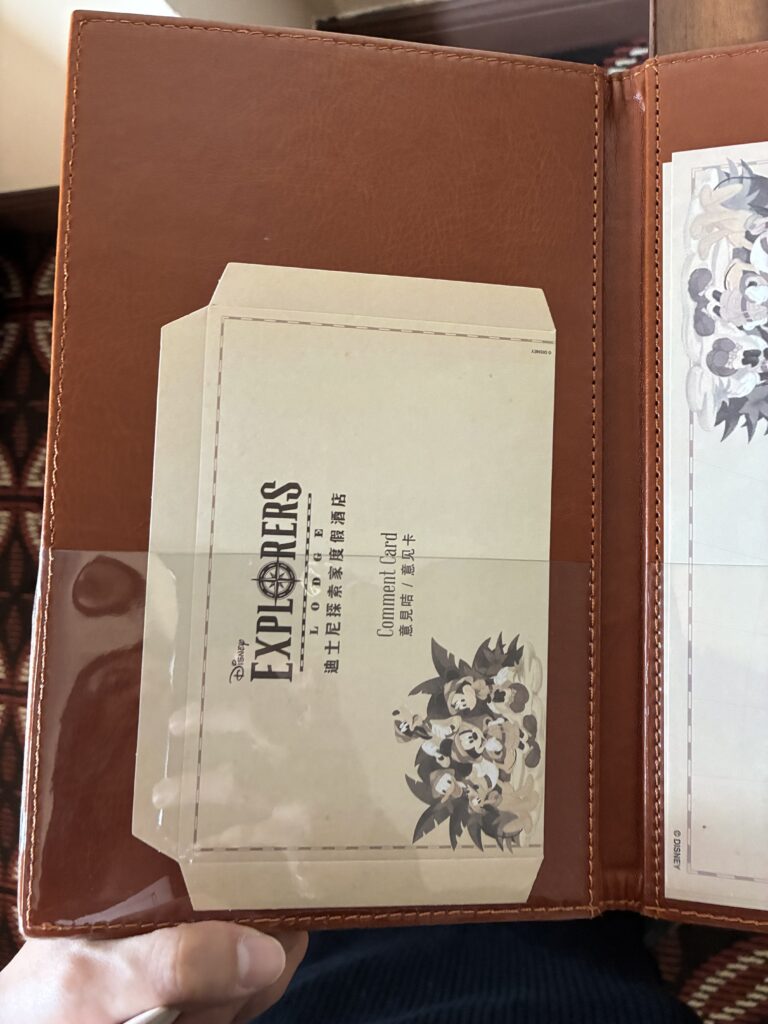 DISNEY
EXPLORERS
LODGE
迪士尼探索家度假酒店
Comment Card
意見咭 / 意见卡
© DISNEY
© DISNEY